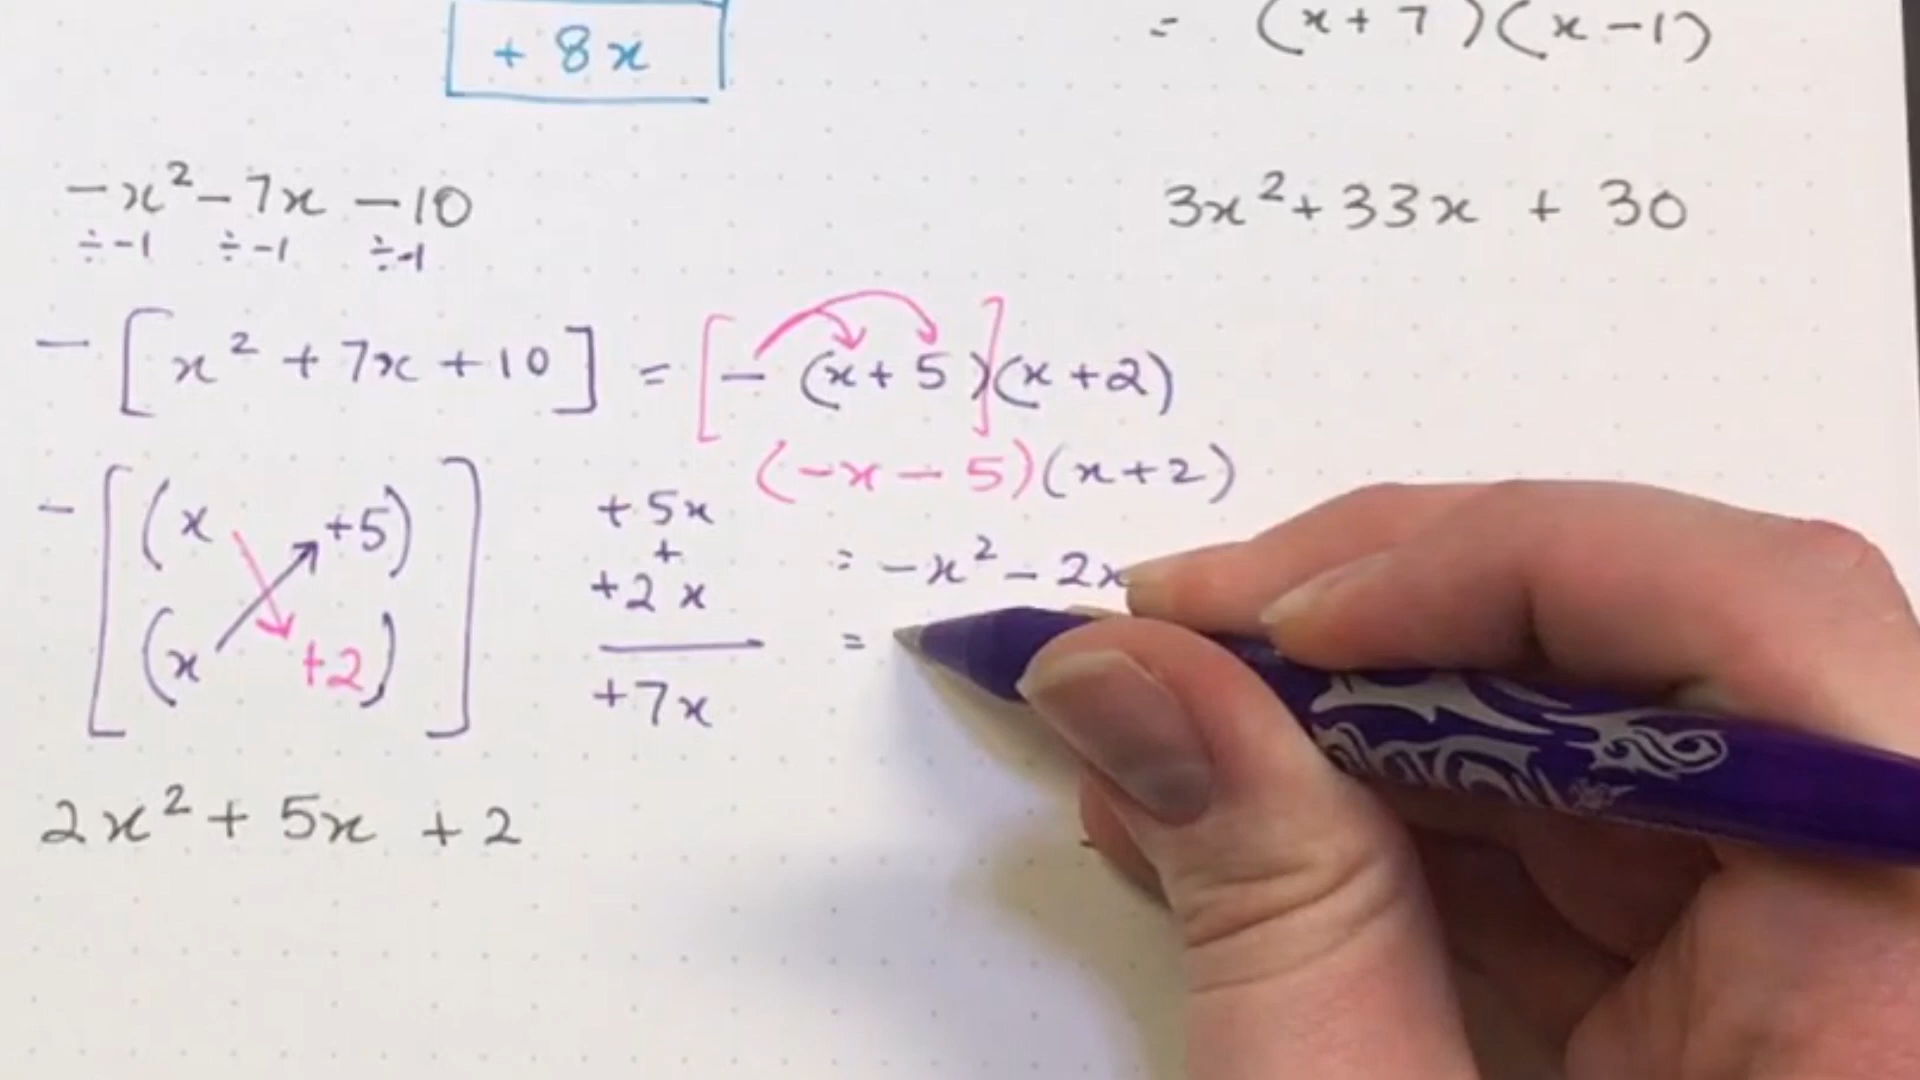 + 8x
= (x + 7)(x - 1)
-x² - 7x - 10
÷-1 ÷-1 ÷-1
3x² + 33x + 30
- [x² + 7x + 10] = [- (x + 5)](x + 2)
(-x - 5)(x + 2)
- [(x +5)
(x +2)]
+5x
+
+2x
+7x
= -x² - 2x
=
2x² + 5x + 2